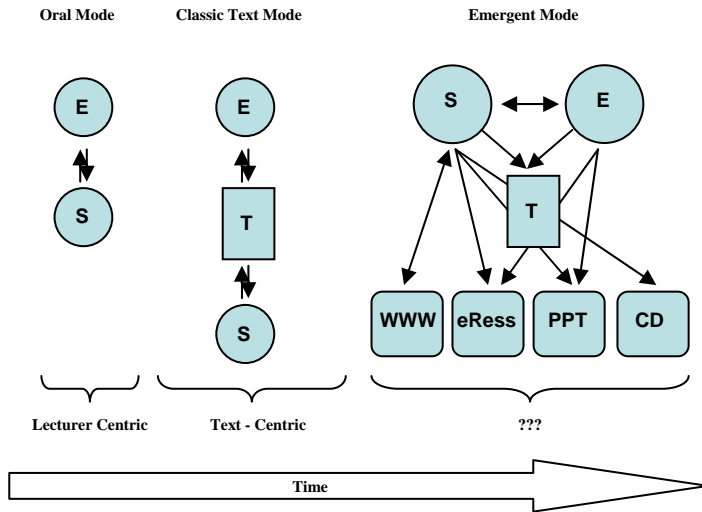 Oral Mode
Classic Text Mode
Emergent Mode
E
S
E
T
S
S
E
T
WWW
eRess
PPT
CD
Lecturer Centric
Text - Centric
???
Time